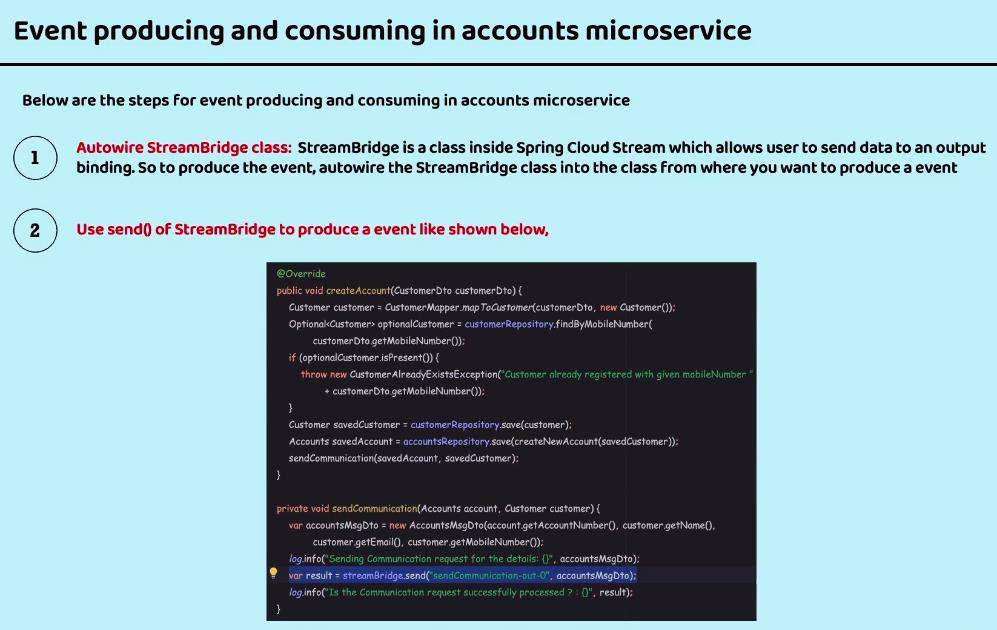 Event producing and consuming in accounts microservice
Below are the steps for event producing and consuming in accounts microservice
1
Autowire StreamBridge class: StreamBridge is a class inside Spring Cloud Stream which allows user to send data to an output
binding. So to produce the event, autowire the StreamBridge class into the class from where you want to produce a event
2
Use send() of StreamBridge to produce a event like shown below,
@Override
public void createAccount(CustomerDto customerDto) {
Customer customer = CustomerMapper.mapToCustomer(customerDto, new Customer());
Optional<Customer> optionalCustomer = customerRepository.findByMobileNumber(
customerDto.getMobileNumber());
if (optionalCustomer.isPresent()) {
throw new CustomerAlreadyExistsException("Customer already registered with given mobileNumber "
+ customerDto.getMobileNumber());
}
Customer savedCustomer = customerRepository.save(customer);
Accounts savedAccount = accountsRepository.save(createNewAccount(savedCustomer));
sendCommunication(savedAccount, savedCustomer);
}
private void sendCommunication(Accounts account, Customer customer) {
var accountsMsgDto = new AccountsMsgDto(account.getAccountNumber(), customer.getName(),
customer.getEmail(), customer.getMobileNumber());
log.info("Sending Communication request for the details: {}", accountsMsgDto);
var result = streamBridge.send("sendCommunication-out-0", accountsMsgDto);
log.info("Is the Communication request successfully processed ? : {}", result);
}